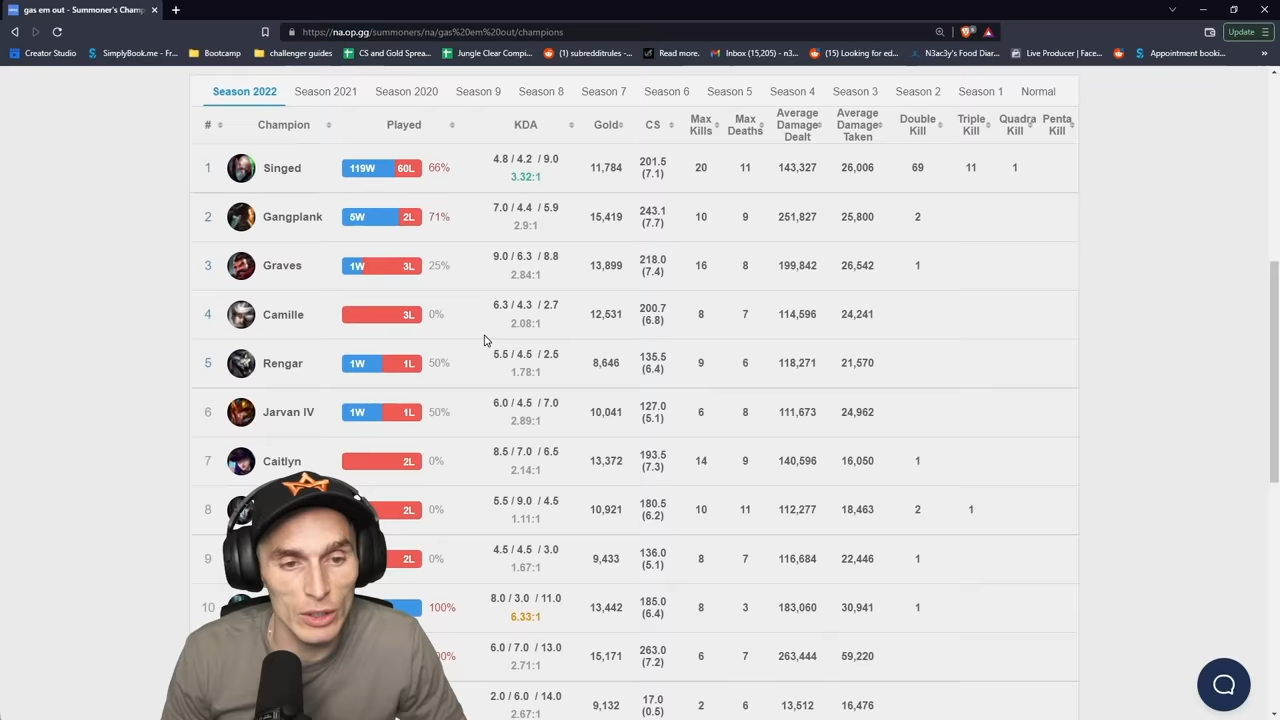 gas em out - Summoner's Champ
https://na.op.gg/summoners/na/gas%20em%20out/champions
Update
Creator Studio
SimplyBook.me - Fr...
Bootcamp
challenger guides
CS and Gold Sprea...
Jungle Clear Compi...
() subreddit rules -...
Read more.
Inbox (15,205) - n3...
(15) Looking for ed...
N3ac3y's Food Diar...
Live Producer | Face...
Appointment booki...
Season 2022 Season 2021 Season 2020 Season 9 Season 8 Season 7 Season 6 Season 5 Season 4 Season 3 Season 2 Season 1 Normal
# Champion Played KDA Gold CS Max Kills Max Deaths Average Damage Dealt Average Damage Taken Double Kill Triple Kill Quadra Kill Penta Kill
1 Singed 119W 60L 66% 4.8 / 4.2 / 9.0 3.32:1 11,784 201.5 (7.1) 20 11 143,327 26,006 69 11 1
2 Gangplank 5W 2L 71% 7.0 / 4.4 / 5.9 2.9:1 15,419 243.1 (7.7) 10 9 251,827 25,800 2
3 Graves 1W 3L 25% 9.0 / 6.3 / 8.8 2.84:1 13,899 218.0 (7.4) 16 8 199,842 26,542 1
4 Camille 3L 0% 6.3 / 4.3 / 2.7 2.08:1 12,531 200.7 (6.8) 8 7 114,596 24,241
5 Rengar 1W 1L 50% 5.5 / 4.5 / 2.5 1.78:1 8,646 135.5 (6.4) 9 6 118,271 21,570
6 Jarvan IV 1W 1L 50% 6.0 / 4.5 / 7.0 2.89:1 10,041 127.0 (5.1) 6 8 111,673 24,962
7 Caitlyn 2L 0% 8.5 / 7.0 / 6.5 2.14:1 13,372 193.5 (7.3) 14 9 140,596 16,050 1
8 2L 0% 5.5 / 9.0 / 4.5 1.11:1 10,921 180.5 (6.2) 10 11 112,277 18,463 2 1
9 2L 0% 4.5 / 4.5 / 3.0 1.67:1 9,433 136.0 (5.1) 8 7 116,684 22,446 1
10 100% 8.0 / 3.0 / 11.0 6.33:1 13,442 185.0 (6.4) 8 3 183,060 30,941 1
6.0 / 7.0 / 13.0 2.71:1 15,171 263.0 (7.2) 6 7 263,444 59,220
2.0 / 6.0 / 14.0 2.67:1 9,132 17.0 (0.5) 2 6 13,512 16,476